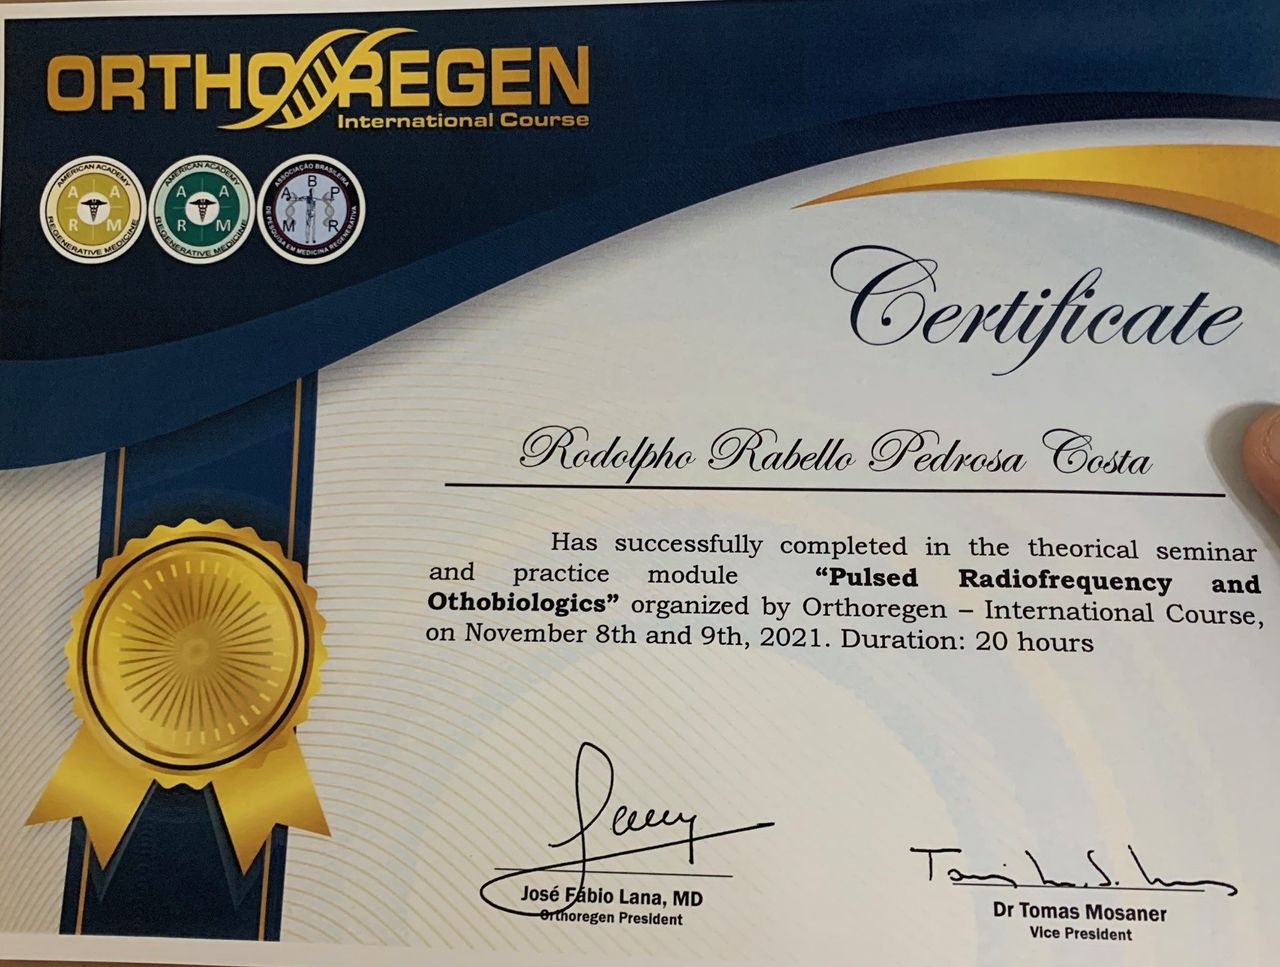 ORTHOREGEN
International Course
AMERICAN ACADEMY
A A
R M
REGENERATIVE MEDICINE
AMERICAN ACADEMY
A A
R M
REGENERATIVE MEDICINE
ASSOCIAÇÃO BRASILEIRA
A B P
M R
DE PESQUISA EM MEDICINA REGENERATIVA
Certificate
Rodolpho Rabello Pedrosa Costa
Has successfully completed in the theorical seminar
and practice module “Pulsed Radiofrequency and
Othobiologics” organized by Orthoregen – International Course,
on November 8th and 9th, 2021. Duration: 20 hours
José Fábio Lana, MD
Orthoregen President
Dr Tomas Mosaner
Vice President